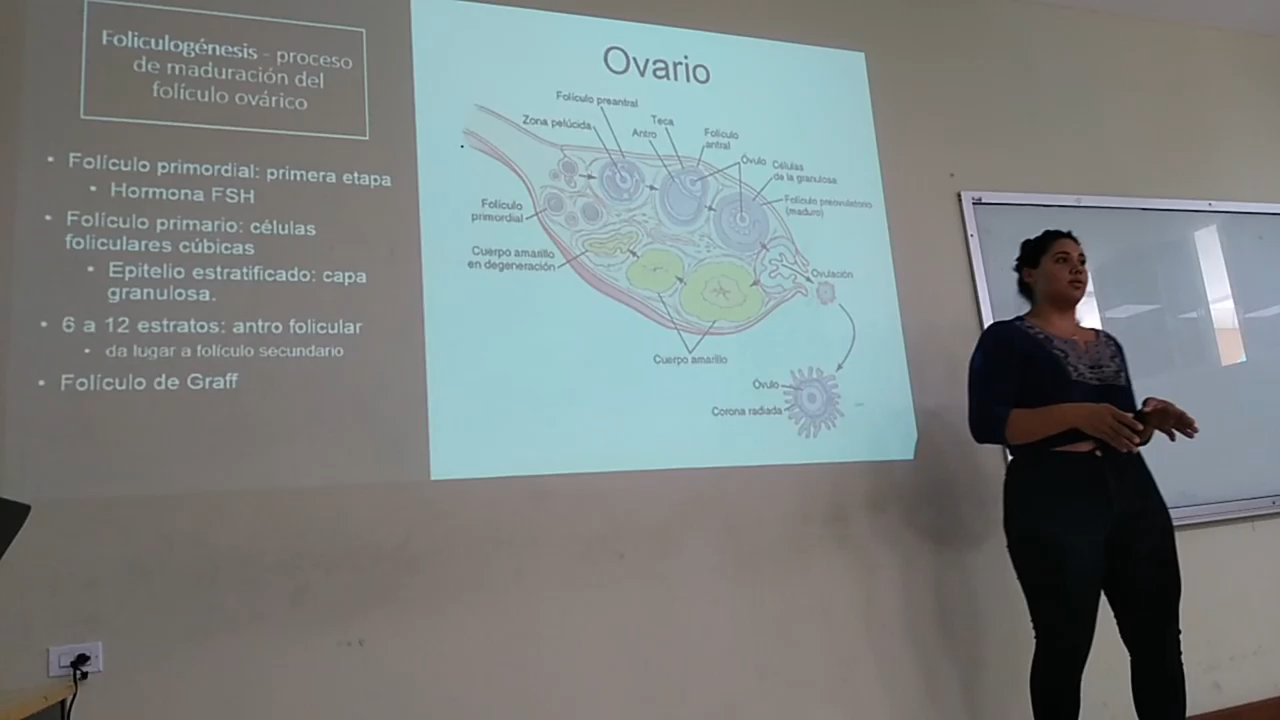 Foliculogénesis - proceso
de maduración del
folículo ovárico
• Folículo primordial: primera etapa
• Hormona FSH
• Folículo primario: células
foliculares cúbicas
• Epitelio estratificado: capa
granulosa.
• 6 a 12 estratos: antro folicular
• da lugar a folículo secundario
• Folículo de Graff
Ovario
Folículo preantral
Zona pelúcida
Teca
Antro
Folículo
antral
Óvulo
Células
de la granulosa
Folículo preovulatorio
(maduro)
Folículo
primordial
Cuerpo amarillo
en degeneración
Ovulación
Cuerpo amarillo
Óvulo
Corona radiada